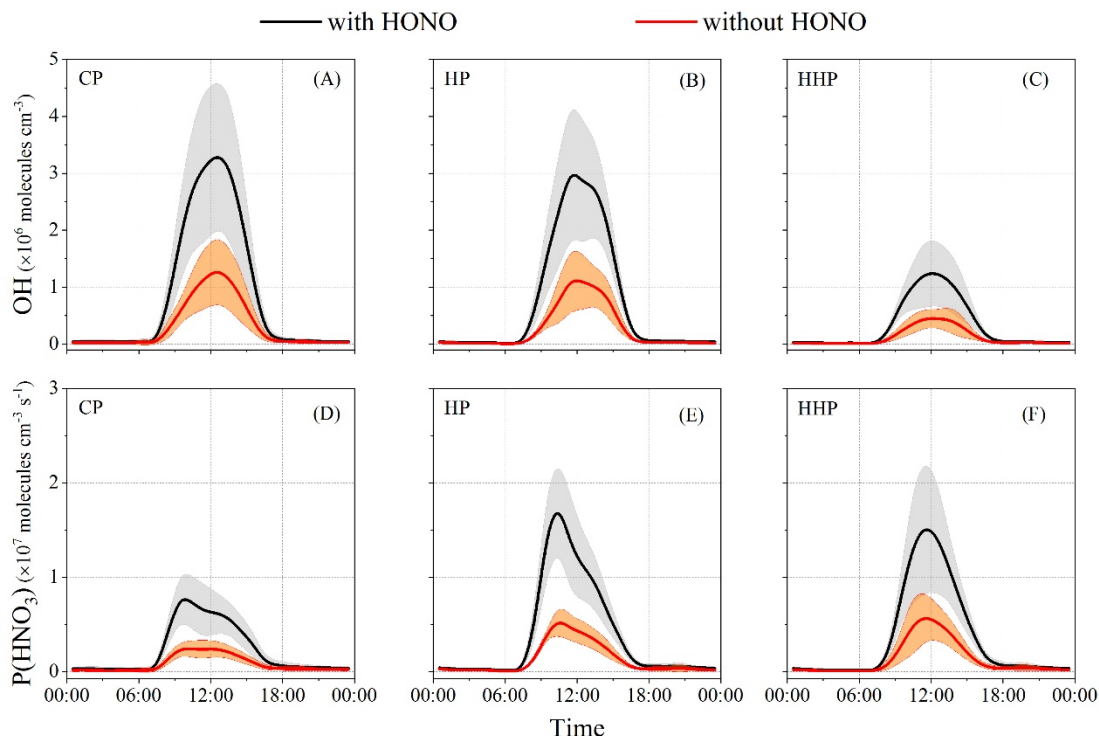 with HONO without HONO
CP (A) HP (B) HHP (C)
5
4
3
2
1
0
OH (×10⁶ molecules cm⁻³)
CP (D) HP (E) HHP (F)
3
2
1
0
P(HNO₃) (×10⁷ molecules cm⁻³ s⁻¹)
00:00 06:00 12:00 18:00 00:00 00:00 06:00 12:00 18:00 00:00 00:00 06:00 12:00 18:00 00:00
Time